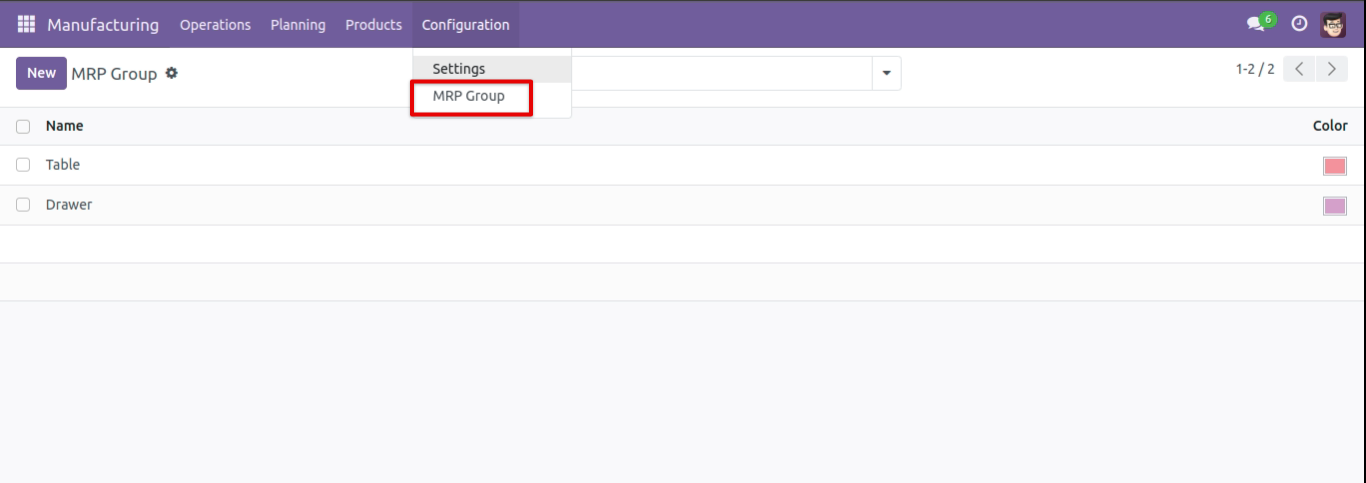 Manufacturing Operations Planning Products Configuration 6
New MRP Group 1-2 / 2
Settings
MRP Group
Name Color
Table
Drawer